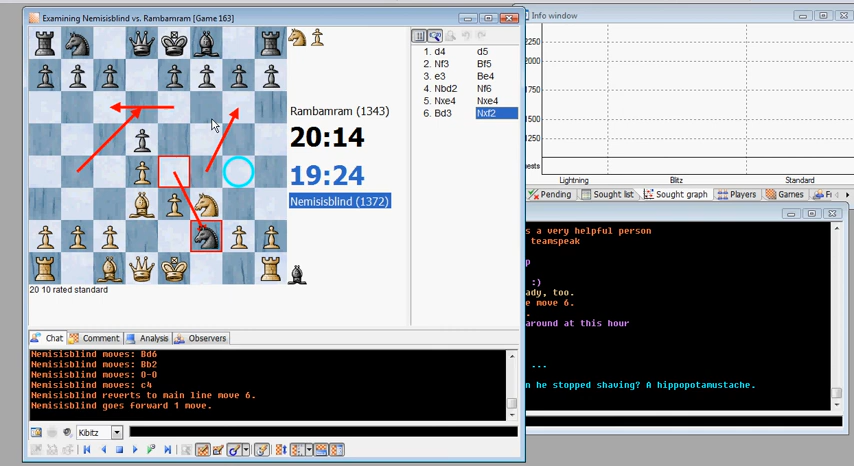 Examining Nemisisblind vs. Rambamram [Game 163]
Rambamram (1343)
20:14
19:24
Nemisisblind (1372)
20 10 rated standard
1. d4 d5
2. Nf3 Bf5
3. e3 Be4
4. Nbd2 Nf6
5. Nxe4 Nxe4
6. Bd3 Nxf2
Chat Comment Analysis Observers
Nemisisblind moves: Bd6
Nemisisblind moves: Bb2
Nemisisblind moves: O-O
Nemisisblind moves: c4
Nemisisblind reverts to main line move 6.
Nemisisblind goes forward 1 move.
Kibitz
Info window
2250
1750
1500
1250
ests
Lightning Blitz Standard
Pending Sought list Sought graph Players Games
s a very helpful person
teamspeak
p
:)
ady, too.
e move 6.
.
around at this hour
...
n he stopped shaving? A hippopotamustache.